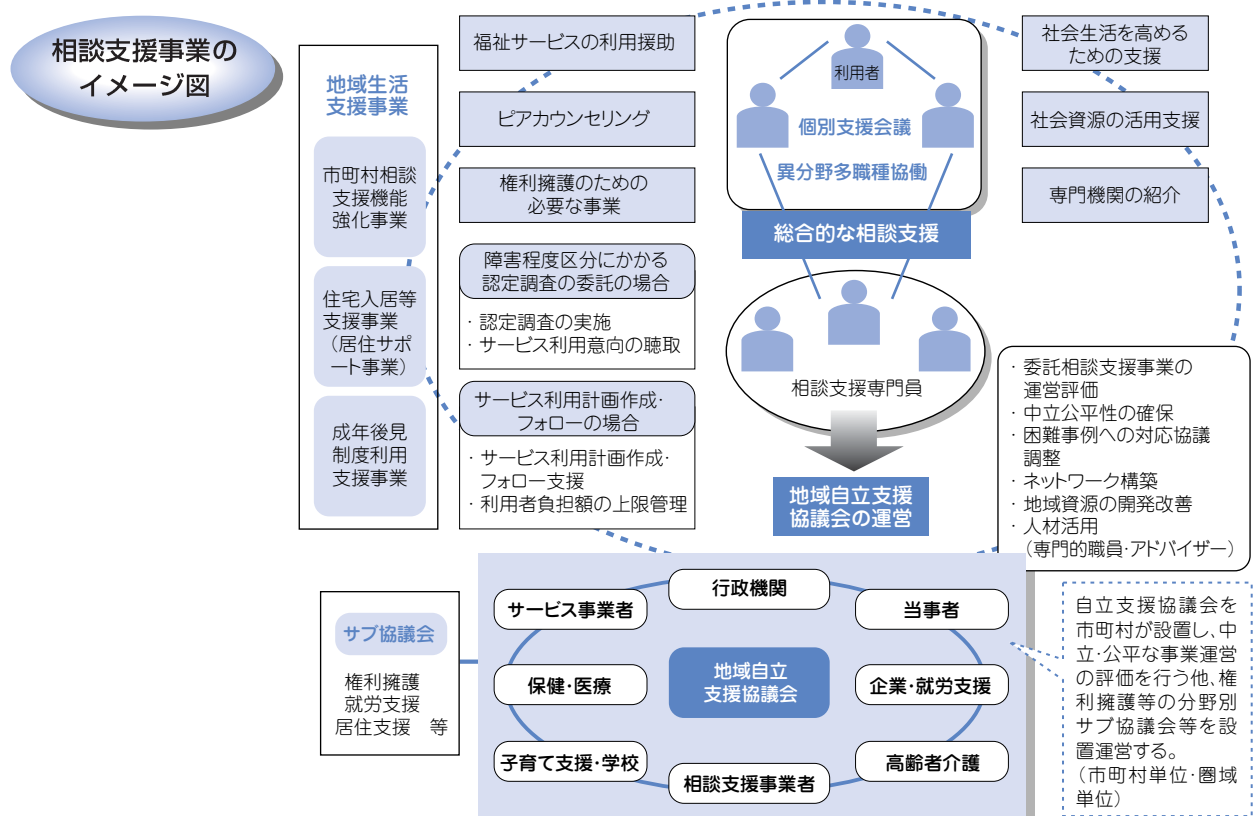 相談支援事業の
イメージ図
地域生活
支援事業
市町村相談
支援機能
強化事業
住宅入居等
支援事業
（居住サポ
ート事業）
成年後見
制度利用
支援事業
福祉サービスの利用援助
ピアカウンセリング
権利擁護のための
必要な事業
障害程度区分にかかる
認定調査の委託の場合
・認定調査の実施
・サービス利用意向の聴取
サービス利用計画作成・
フォローの場合
・サービス利用計画作成・
フォロー支援
・利用者負担額の上限管理
利用者
個別支援会議
異分野多職種協働
総合的な相談支援
相談支援専門員
地域自立支援
協議会の運営
社会生活を高める
ための支援
社会資源の活用支援
専門機関の紹介
・委託相談支援事業の
運営評価
・中立公平性の確保
・困難事例への対応協議
調整
・ネットワーク構築
・地域資源の開発改善
・人材活用
（専門的職員・アドバイザー）
サブ協議会
権利擁護
就労支援
居住支援　等
行政機関
サービス事業者
当事者
保健・医療
地域自立
支援協議会
企業・就労支援
子育て支援・学校
高齢者介護
相談支援事業者
自立支援協議会を
市町村が設置し、中
立・公平な事業運営
の評価を行う他、権
利擁護等の分野別
サブ協議会等を設
置運営する。
（市町村単位・圏域
単位）